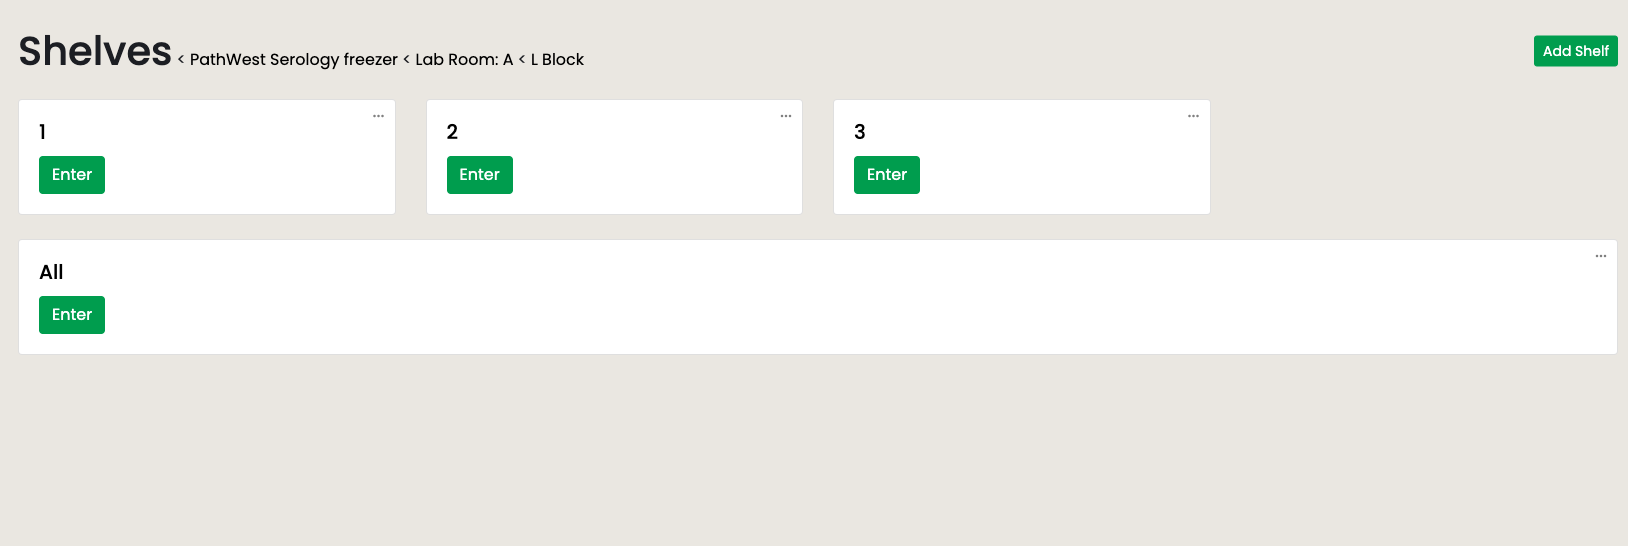 Shelves < PathWest Serology freezer < Lab Room: A < L Block
Add Shelf
...
1
Enter
...
2
Enter
...
3
Enter
...
All
Enter